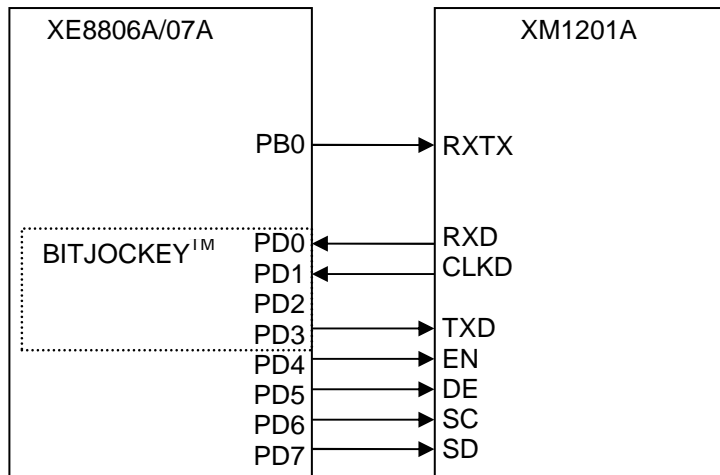 XE8806A/07A
XM1201A
PB0
RXTX
BITJOCKEY™
PD0
RXD
PD1
CLKD
PD2
PD3
TXD
PD4
EN
PD5
DE
PD6
SC
PD7
SD